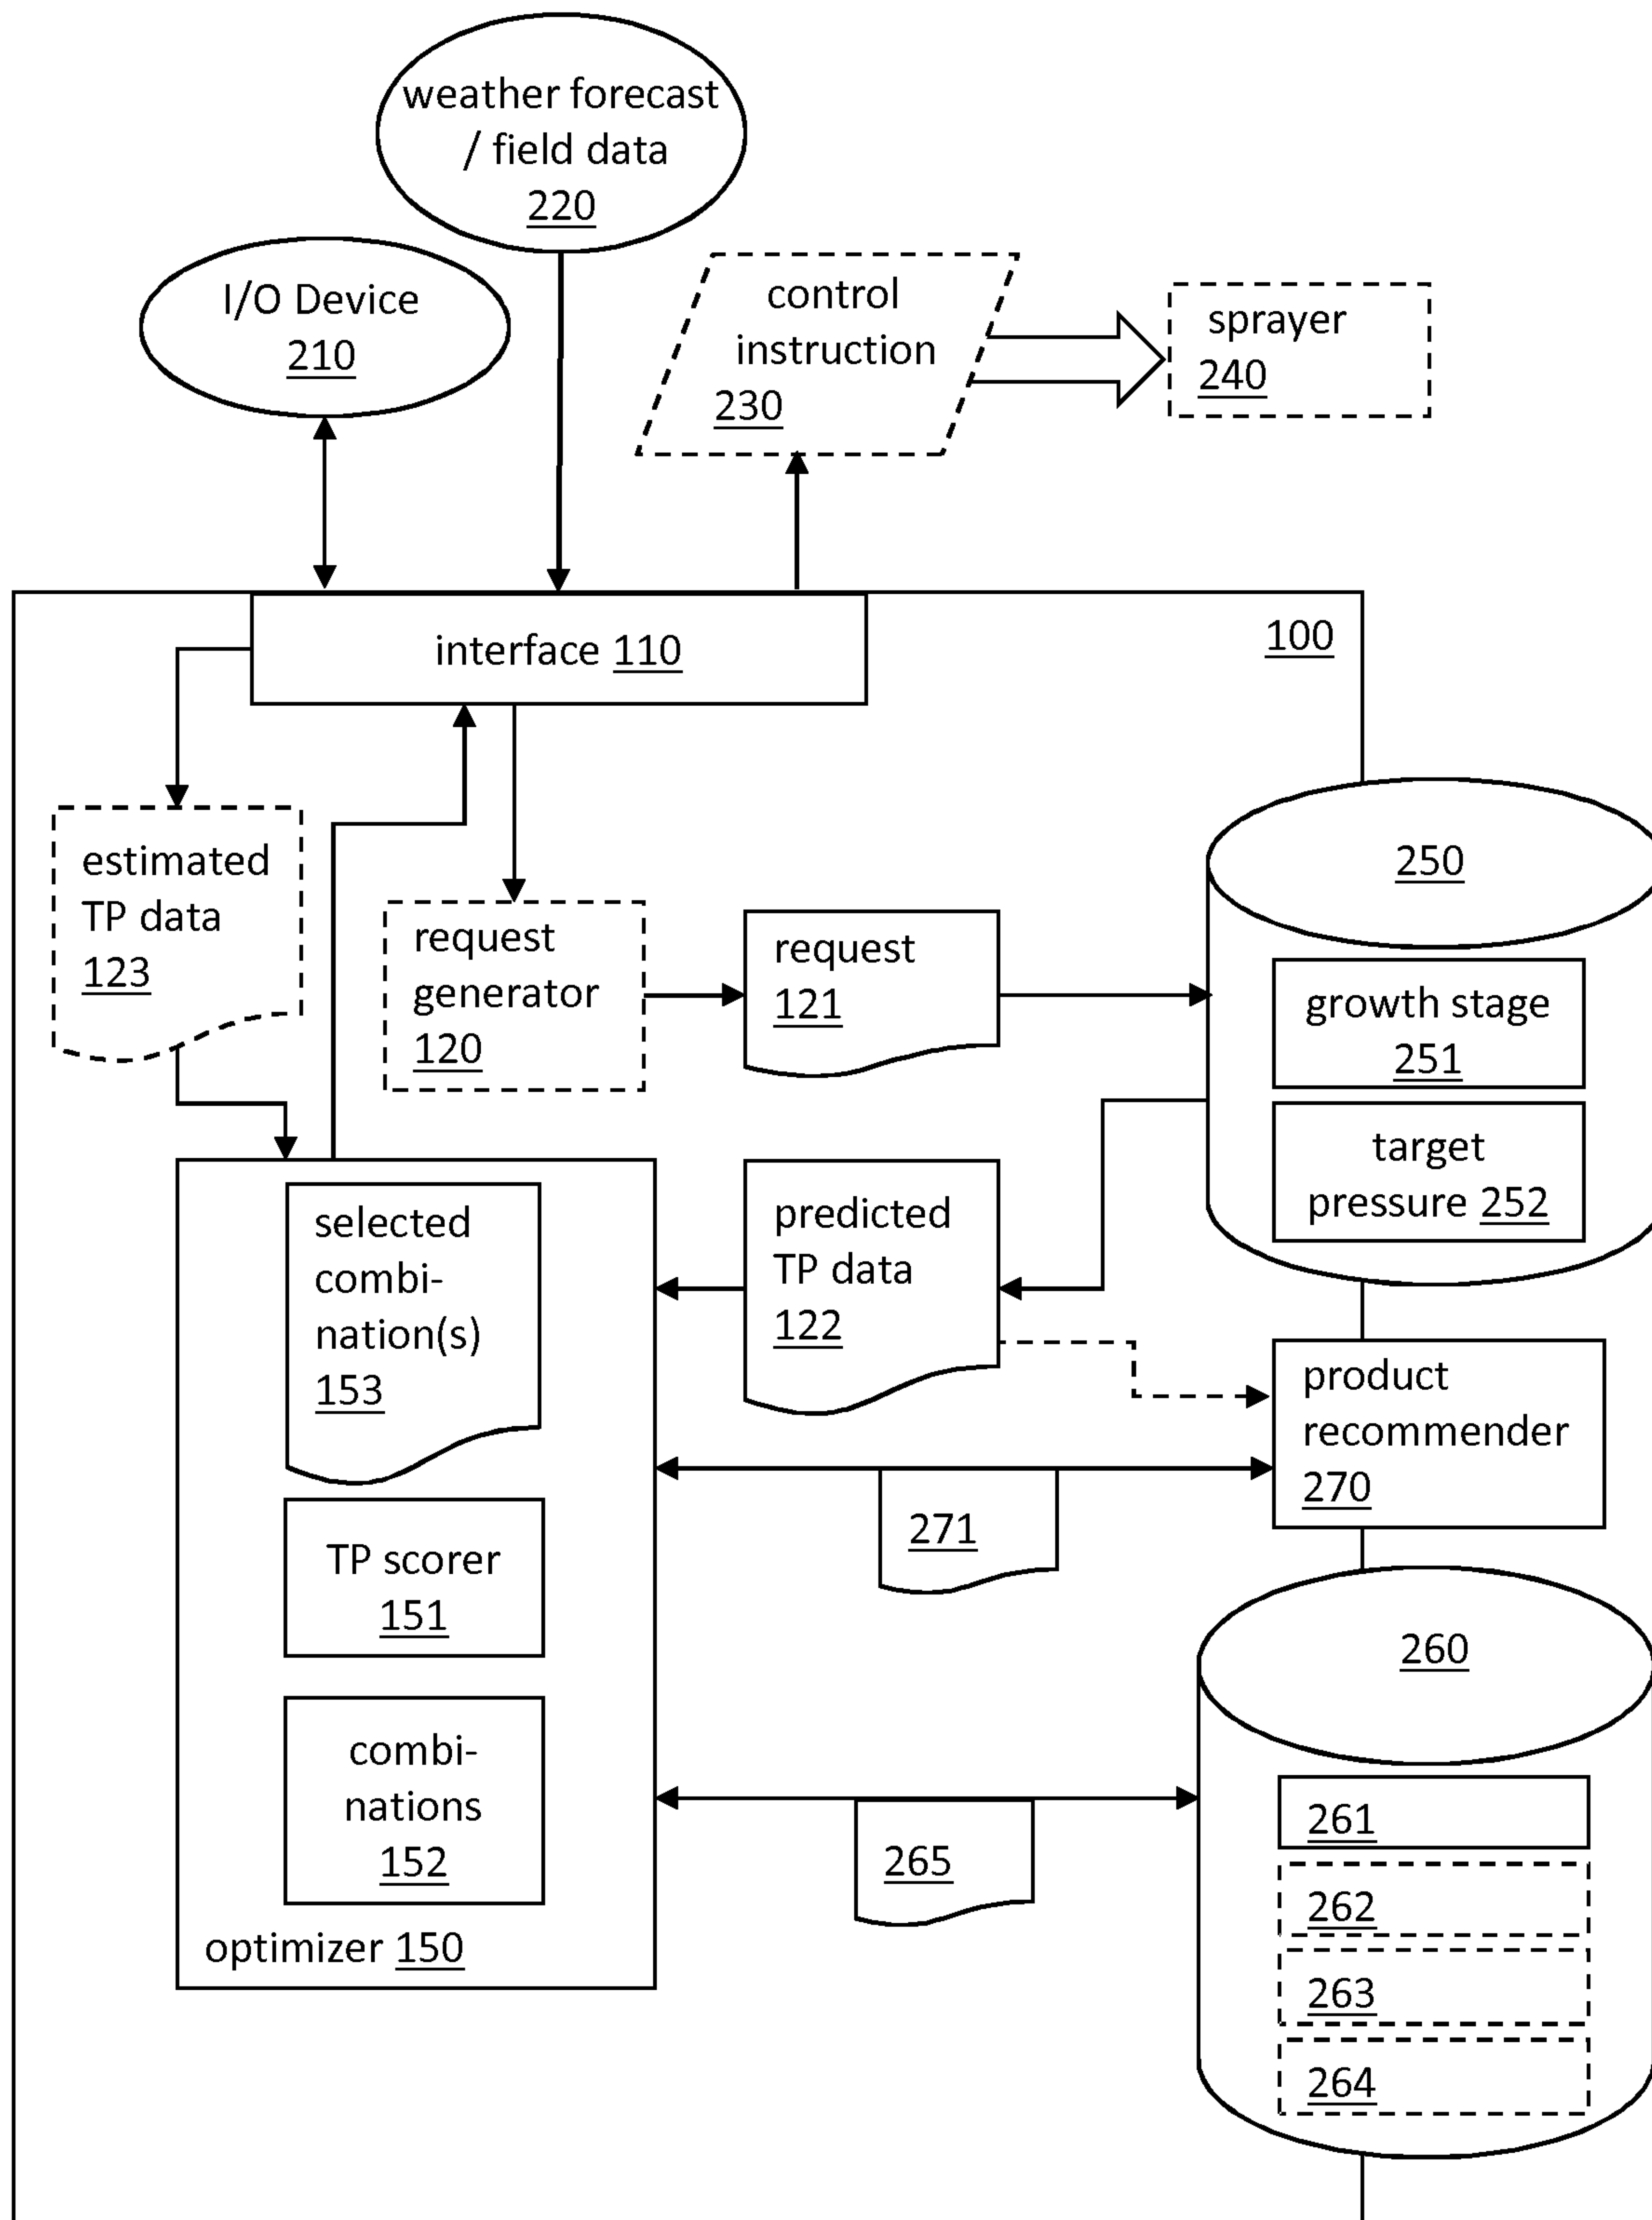 weather forecast
/ field data
220
I/O Device
210
control
instruction
230
sprayer
240
interface 110
100
estimated
TP data
123
request
generator
120
request
121
250
growth stage
251
target
pressure 252
selected
combi-
nation(s)
153
predicted
TP data
122
product
recommender
270
271
TP scorer
151
260
combi-
nations
152
265
261
262
263
264
optimizer 150